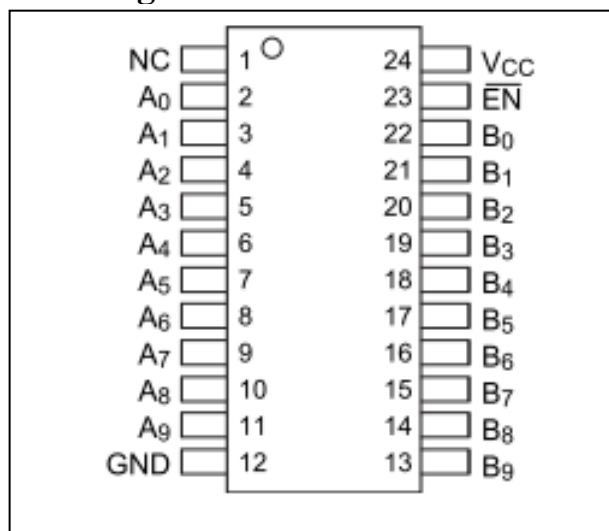 NC 1 24 VCC
A0 2 23 E̅N̅
A1 3 22 B0
A2 4 21 B1
A3 5 20 B2
A4 6 19 B3
A5 7 18 B4
A6 8 17 B5
A7 9 16 B6
A8 10 15 B7
A9 11 14 B8
GND 12 13 B9